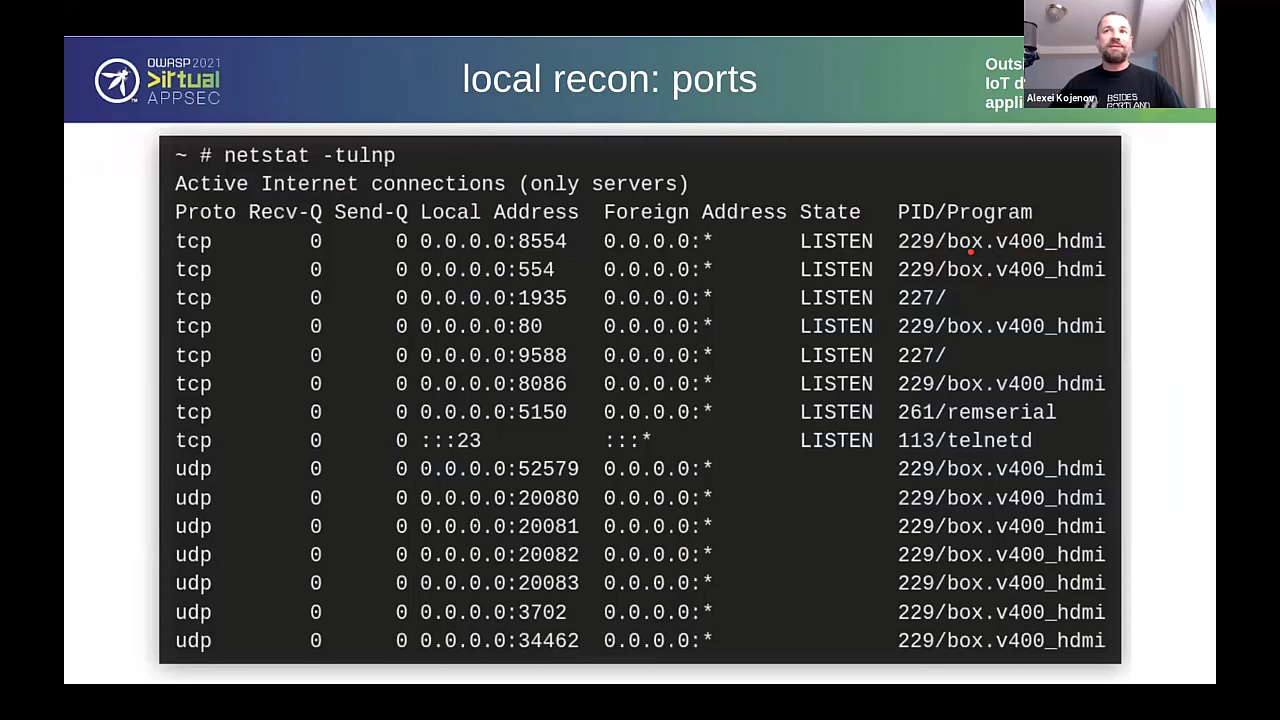 OWASP 2021
>irtual
APPSEC
local recon: ports
Outs
IoT d
appli
Alexei Kojenov
BSIDES
PORTLAND
~ # netstat -tulnp
Active Internet connections (only servers)
Proto Recv-Q Send-Q Local Address Foreign Address State PID/Program
tcp 0 0 0.0.0.0:8554 0.0.0.0:* LISTEN 229/box.v400_hdmi
tcp 0 0 0.0.0.0:554 0.0.0.0:* LISTEN 229/box.v400_hdmi
tcp 0 0 0.0.0.0:1935 0.0.0.0:* LISTEN 227/
tcp 0 0 0.0.0.0:80 0.0.0.0:* LISTEN 229/box.v400_hdmi
tcp 0 0 0.0.0.0:9588 0.0.0.0:* LISTEN 227/
tcp 0 0 0.0.0.0:8086 0.0.0.0:* LISTEN 229/box.v400_hdmi
tcp 0 0 0.0.0.0:5150 0.0.0.0:* LISTEN 261/remserial
tcp 0 0 :::23 :::* LISTEN 113/telnetd
udp 0 0 0.0.0.0:52579 0.0.0.0:* 229/box.v400_hdmi
udp 0 0 0.0.0.0:20080 0.0.0.0:* 229/box.v400_hdmi
udp 0 0 0.0.0.0:20081 0.0.0.0:* 229/box.v400_hdmi
udp 0 0 0.0.0.0:20082 0.0.0.0:* 229/box.v400_hdmi
udp 0 0 0.0.0.0:20083 0.0.0.0:* 229/box.v400_hdmi
udp 0 0 0.0.0.0:3702 0.0.0.0:* 229/box.v400_hdmi
udp 0 0 0.0.0.0:34462 0.0.0.0:* 229/box.v400_hdmi